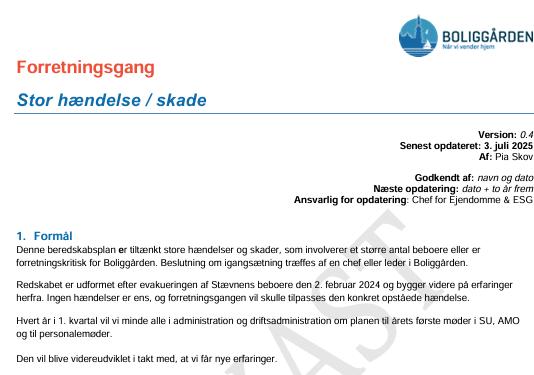 BOLIGGÅRDEN
Når vi vender hjem
Forretningsgang
Stor hændelse / skade
Version: 0.4
Senest opdateret: 3. juli 2025
Af: Pia Skov
Godkendt af: navn og dato
Næste opdatering: dato + to år frem
Ansvarlig for opdatering: Chef for Ejendomme & ESG
1. Formål
Denne beredskabsplan er tiltænkt store hændelser og skader, som involverer et større antal beboere eller er
forretningskritisk for Boliggården. Beslutning om igangsætning træffes af en chef eller leder i Boliggården.
Redskabet er udformet efter evakueringen af Stævnens beboere den 2. februar 2024 og bygger videre på erfaringer
herfra. Ingen hændelser er ens, og forretningsgangen vil skulle tilpasses den konkret opståede hændelse.
Hvert år i 1. kvartal vil vi minde alle i administration og driftsadministration om planen til årets første møder i SU, AMO
og til personalemøder.
Den vil blive videreudviklet i takt med, at vi får nye erfaringer.
KAST